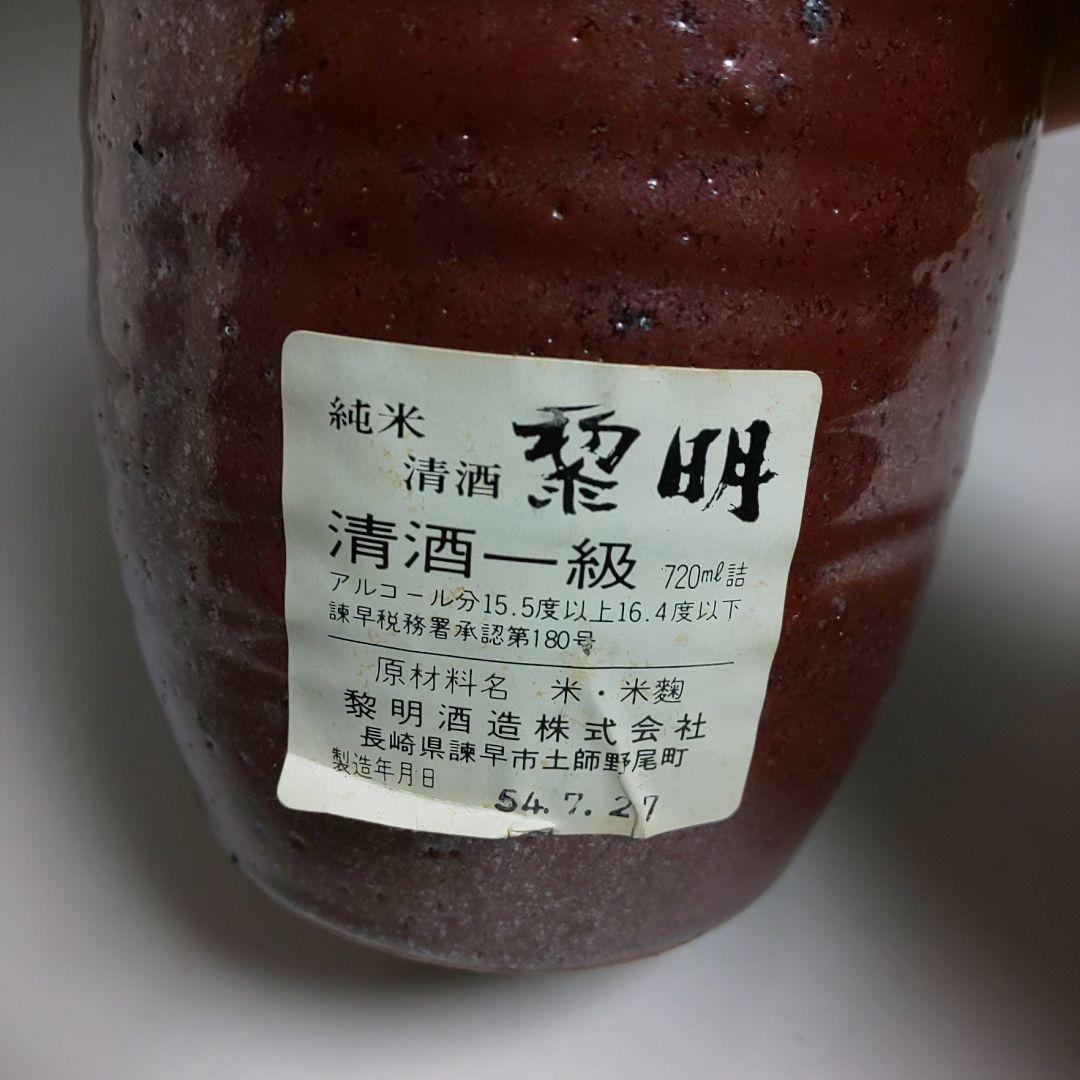 純米
清酒 黎明
清酒一級 720㎖詰
アルコール分15.5度以上16.4度以下
諫早税務署承認第180号
原材料名 米・米麴
黎明酒造株式会社
長崎県諫早市土師野尾町
製造年月日
54.7.27